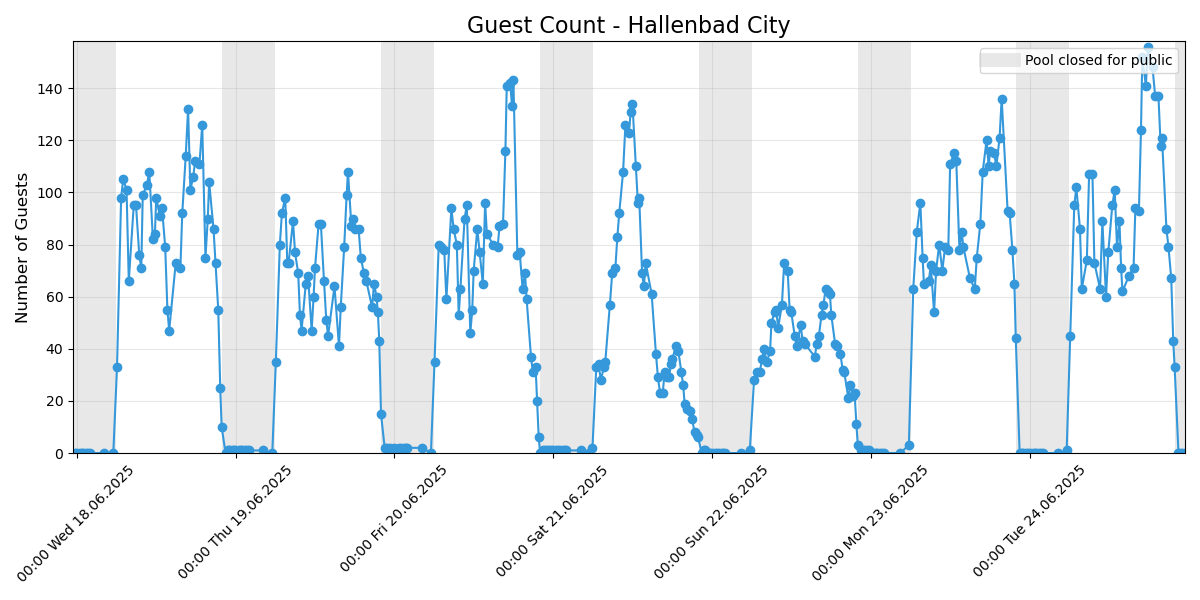 Guest Count - Hallenbad City
Pool closed for public
Number of Guests
140
120
100
80
60
40
20
0
00:00 Wed 18.06.2025
00:00 Thu 19.06.2025
00:00 Fri 20.06.2025
00:00 Sat 21.06.2025
00:00 Sun 22.06.2025
00:00 Mon 23.06.2025
00:00 Tue 24.06.2025